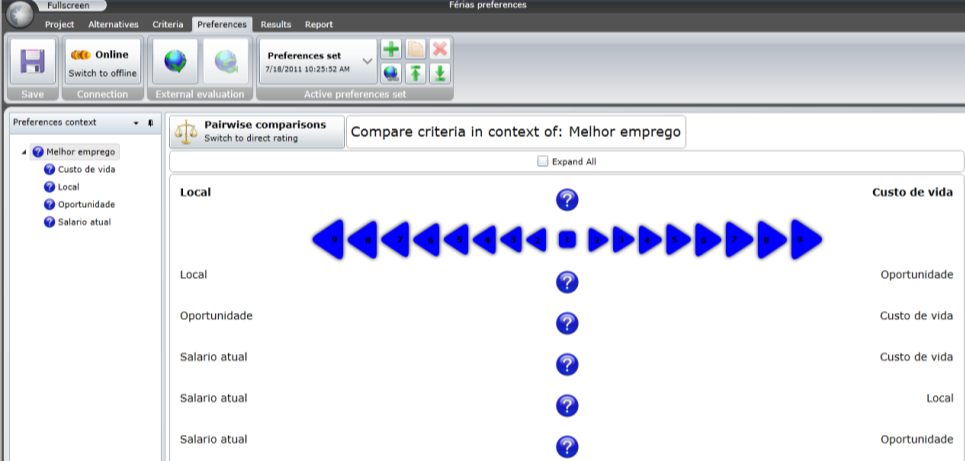 Fullscreen
Férias preferences
Project Alternatives Criteria Preferences Results Report
Online
Switch to offline
Preferences set
7/18/2011 10:25:52 AM
Save Connection External evaluation Active preferences set
Preferences context
Melhor emprego
Custo de vida
Local
Oportunidade
Salario atual
Pairwise comparisons
Switch to direct rating
Compare criteria in context of: Melhor emprego
Expand All
Local ? Custo de vida
9 8 7 6 5 4 3 2 1 2 3 4 5 6 7 8 9
Local ? Oportunidade
Oportunidade ? Custo de vida
Salario atual ? Custo de vida
Salario atual ? Local
Salario atual ? Oportunidade